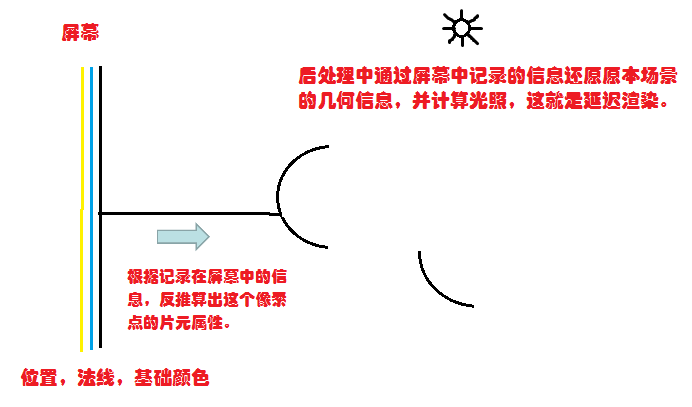 屏幕
后处理中通过屏幕中记录的信息还原原本场景
的几何信息，并计算光照，这就是延迟渲染。
根据记录在屏幕中的信
息，反推算出这个像素
点的片元属性。
位置，法线，基础颜色